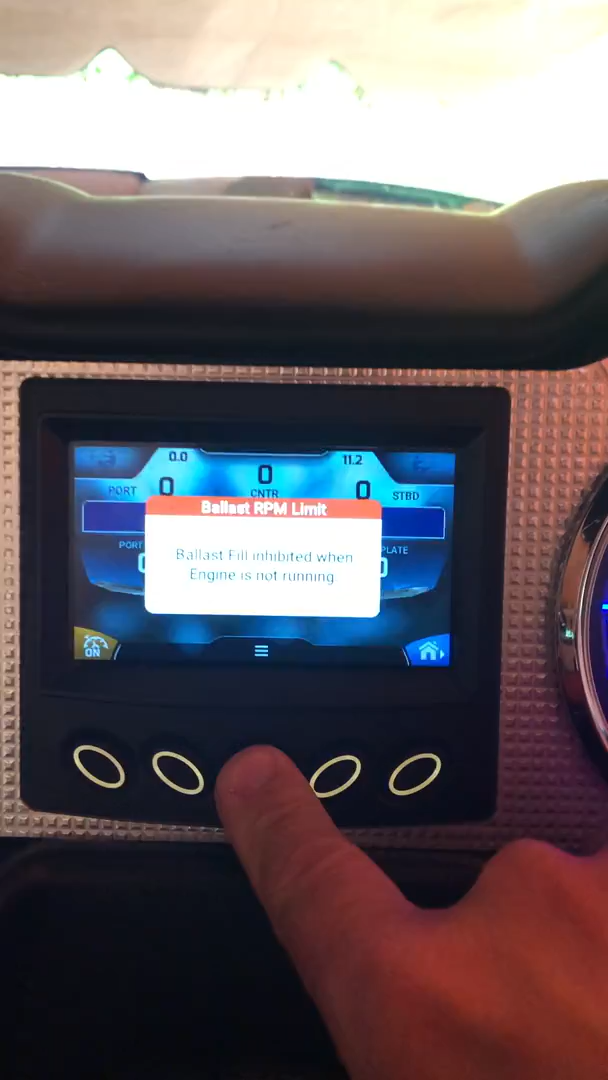 0.0 11.2
0
PORT 0 CNTR 0 STBD
Ballast RPM Limit
PORT PLATE
Ballast Fill inhibited when
Engine is not running.
ON